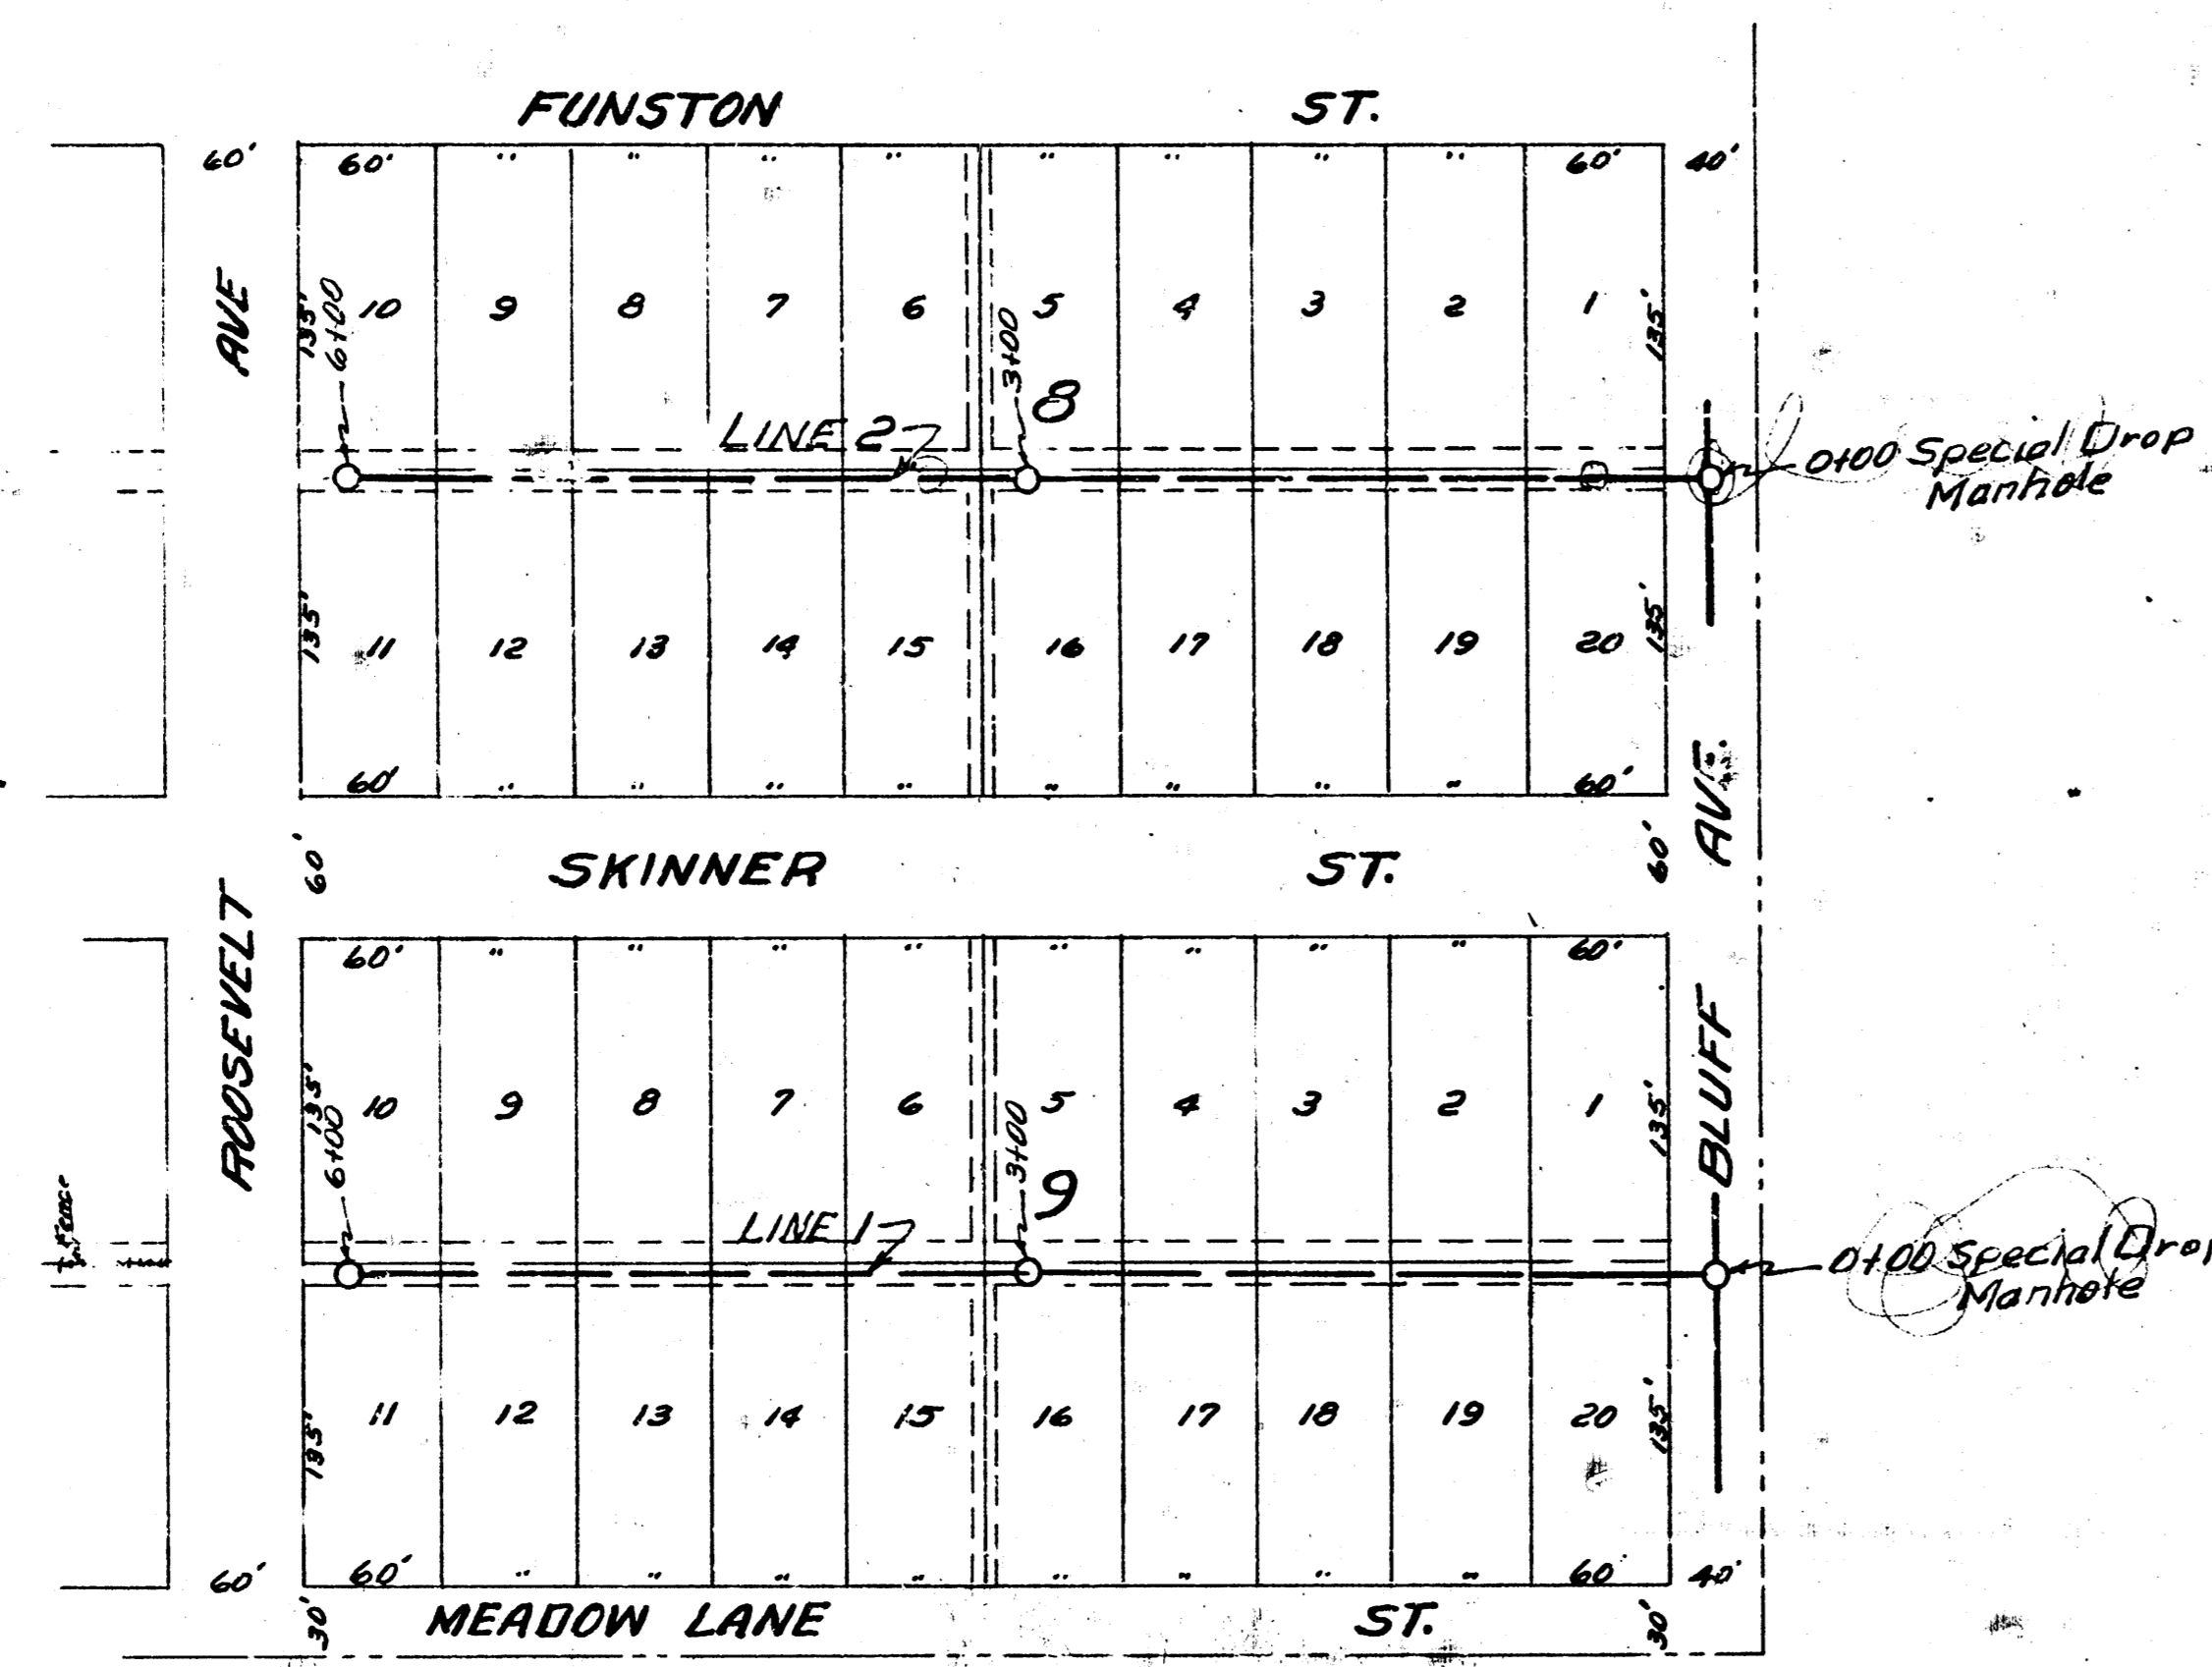 FUNSTON ST.
60' 60' " " " " " " " " 60' 40'
AVE
135' 10 9 8 7 6 5 4 3 2 1 135'
6+00
3+00
8
LINE 2
0+00 Special Drop
Manhole
135' 11 12 13 14 15 16 17 18 19 20 135'
60' " " " " " " " " 60'
AVE.
60' SKINNER ST. 60'
ROOSEVELT
60' " " " " " " " " 60'
BLUFF
135' 10 9 8 7 6 5 4 3 2 1 135'
6+00
3+00
9
Fence
LINE 1
0+00 Special Drop
Manhole
135' 11 12 13 14 15 16 17 18 19 20 135'
60' 60' " " " " " " " " 60' 40'
30' MEADOW LANE ST. 30'